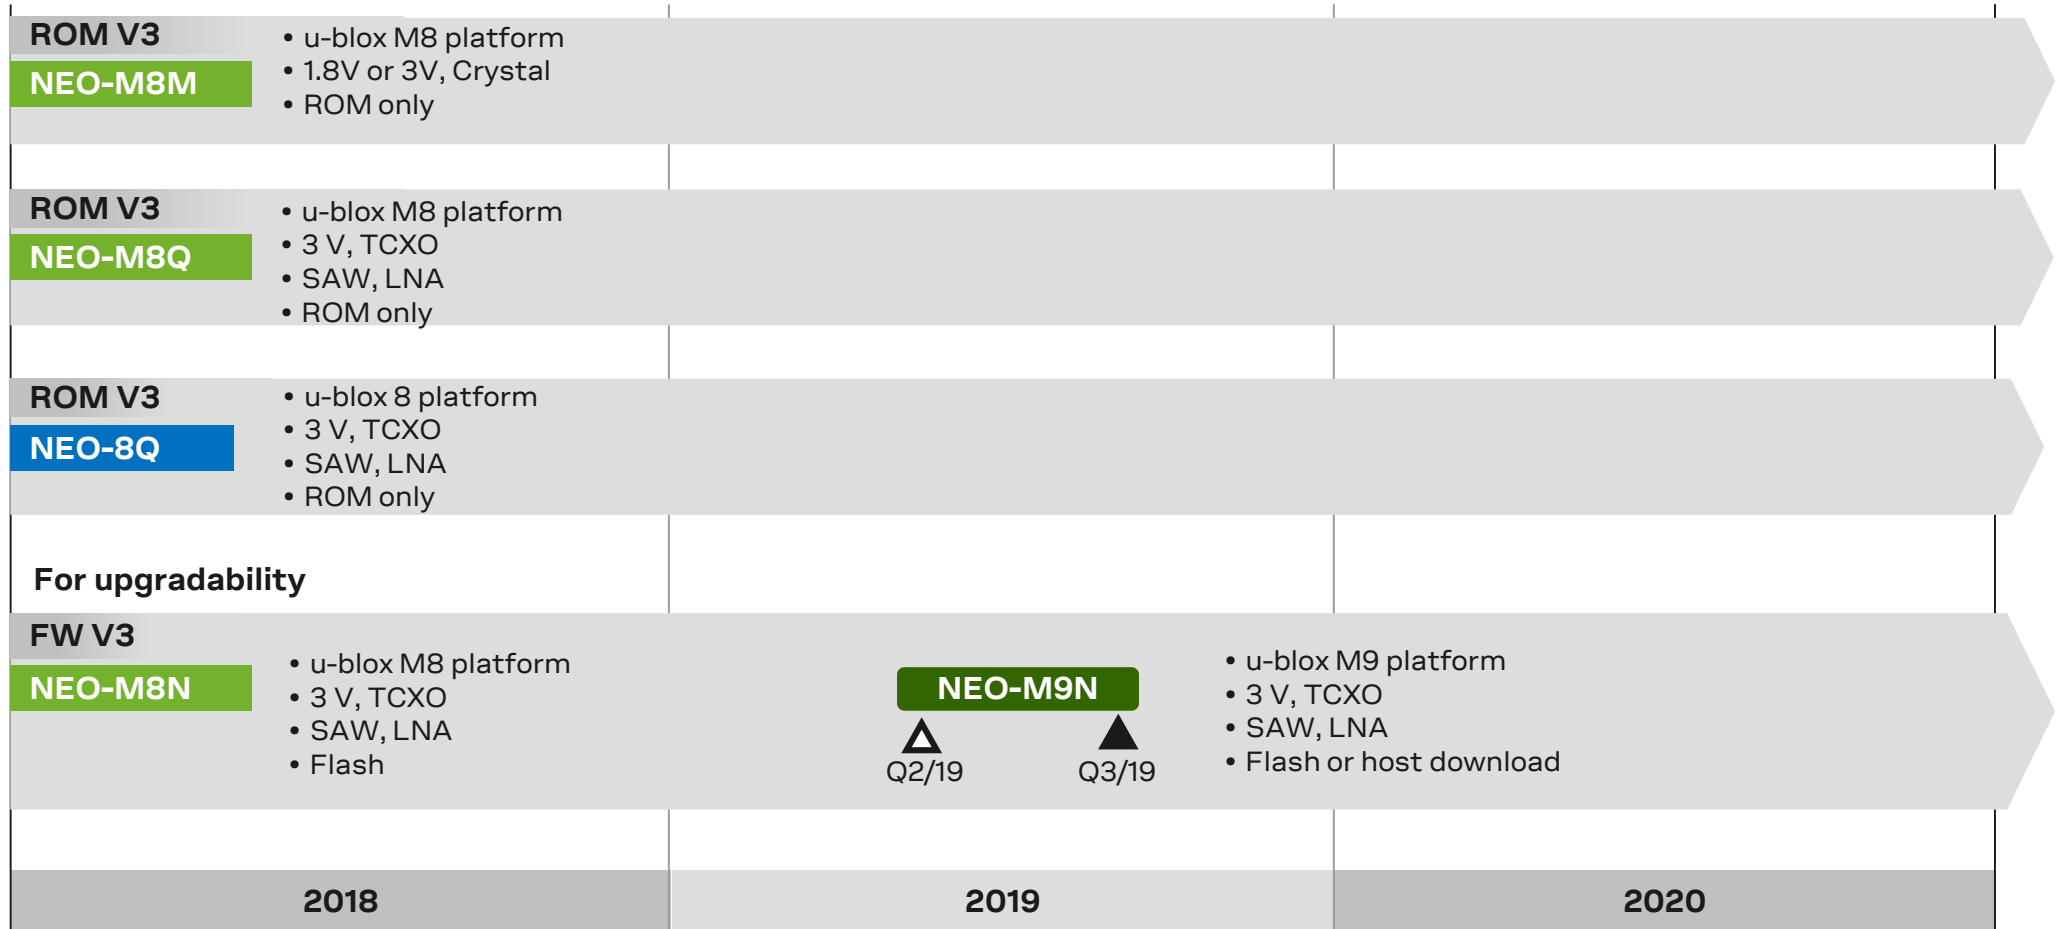 ROM V3
NEO-M8M
• u-blox M8 platform
• 1.8V or 3V, Crystal
• ROM only
ROM V3
NEO-M8Q
• u-blox M8 platform
• 3 V, TCXO
• SAW, LNA
• ROM only
ROM V3
NEO-8Q
• u-blox 8 platform
• 3 V, TCXO
• SAW, LNA
• ROM only
For upgradability
FW V3
NEO-M8N
• u-blox M8 platform
• 3 V, TCXO
• SAW, LNA
• Flash
NEO-M9N
Q2/19 Q3/19
• u-blox M9 platform
• 3 V, TCXO
• SAW, LNA
• Flash or host download
2018 2019 2020